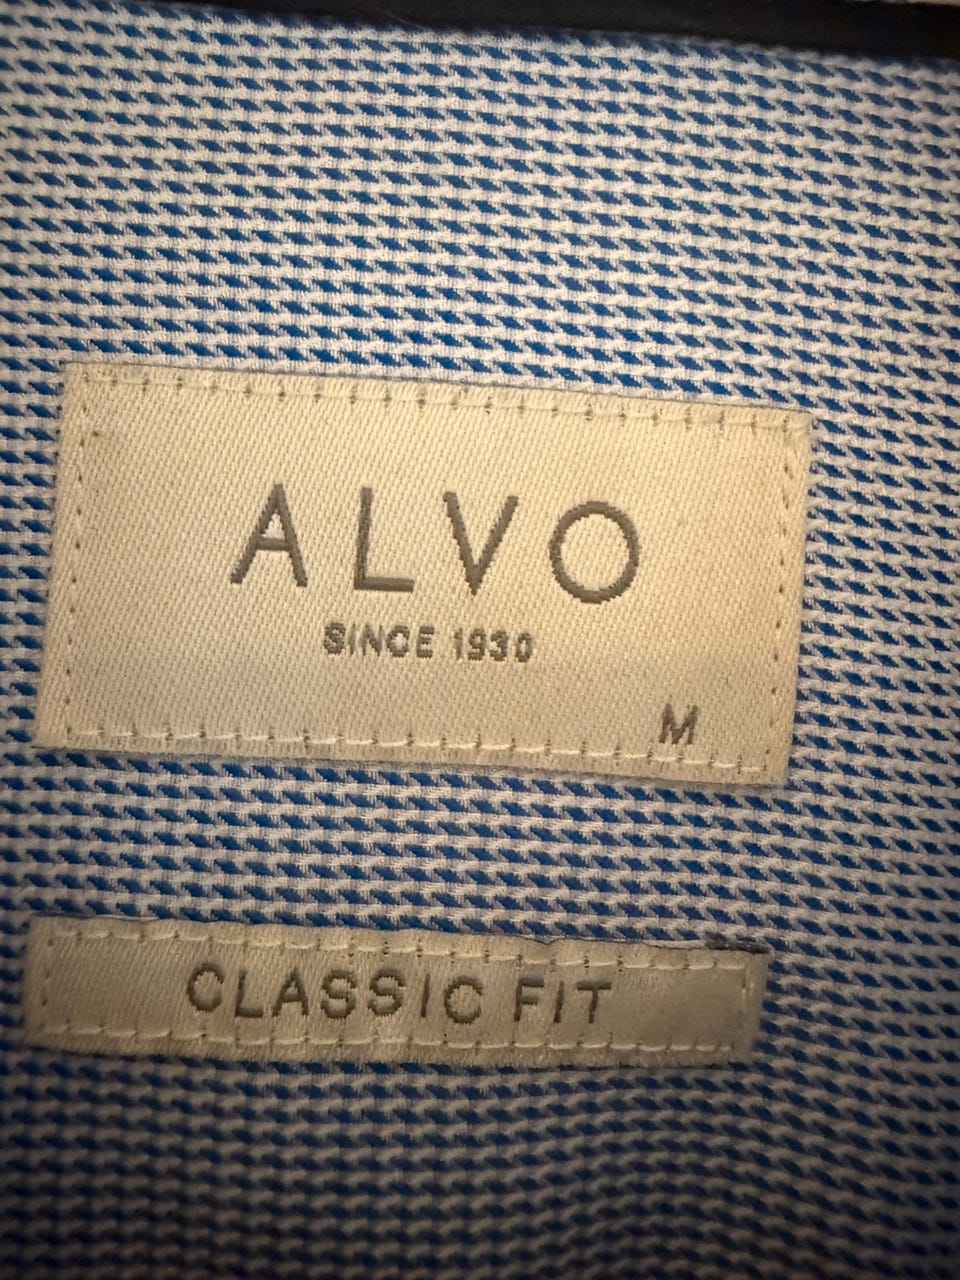 ALVO
SINCE 1930
M
CLASSIC FIT